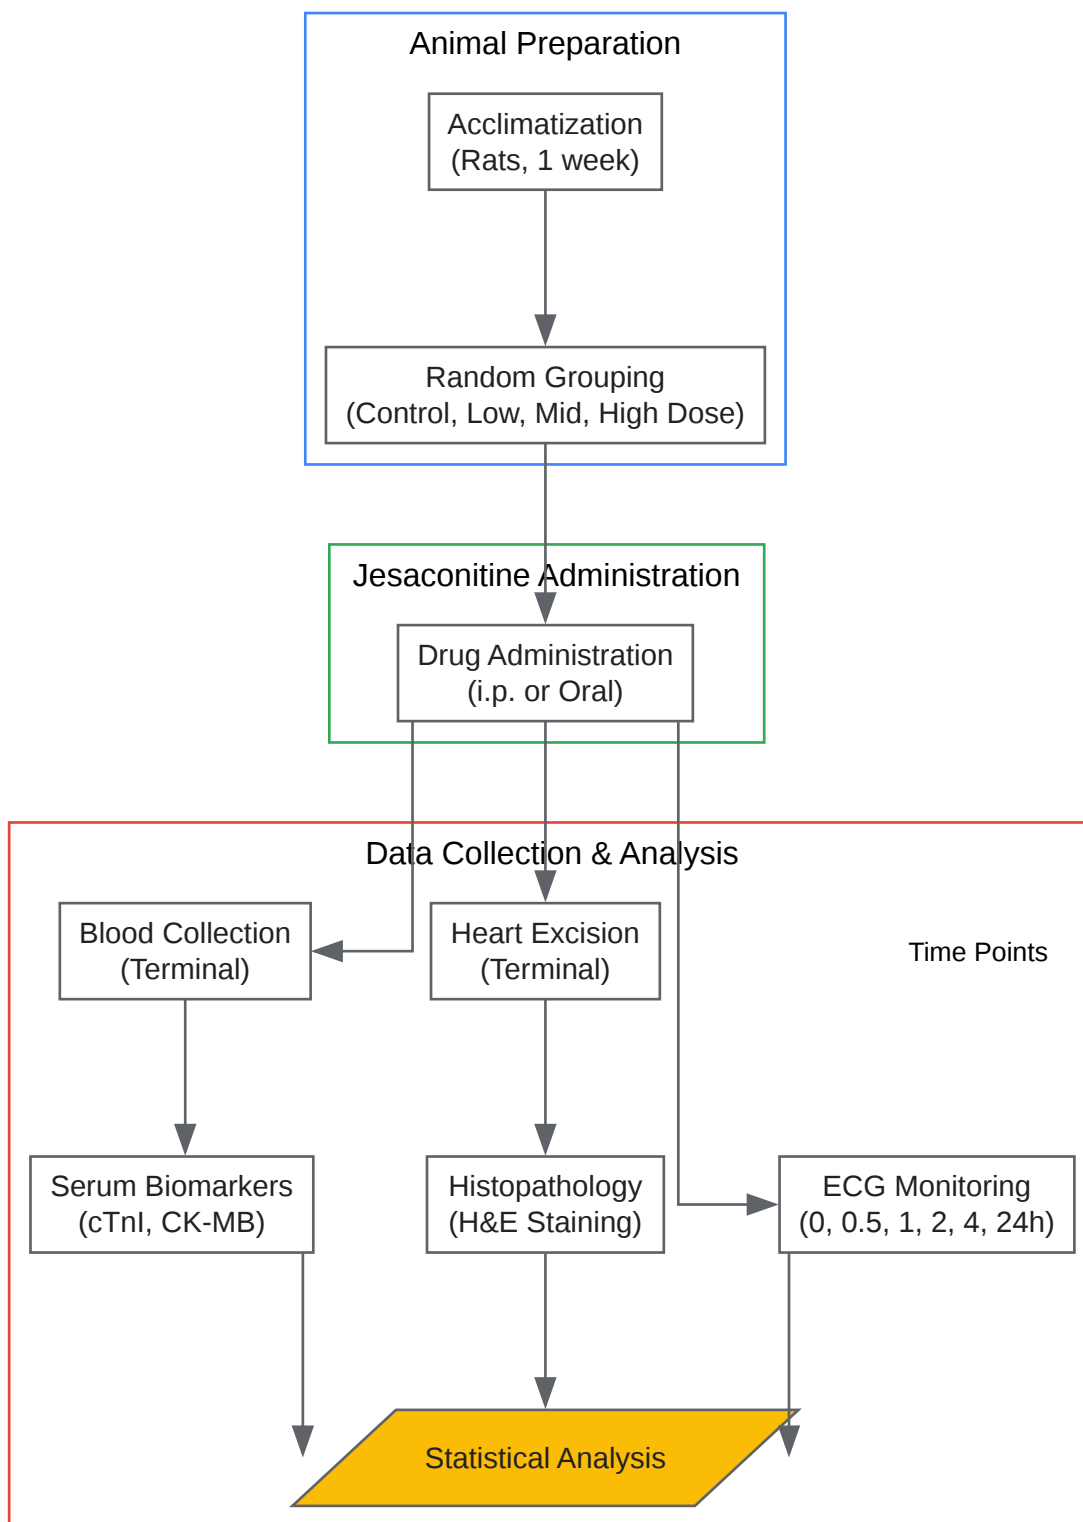 Animal Preparation
Acclimatization
(Rats, 1 week)
Random Grouping
(Control, Low, Mid, High Dose)
Jesaconitine Administration
Drug Administration
(i.p. or Oral)
Data Collection & Analysis
Blood Collection
(Terminal)
Heart Excision
(Terminal)
Time Points
Serum Biomarkers
(cTnI, CK-MB)
Histopathology
(H&E Staining)
ECG Monitoring
(0, 0.5, 1, 2, 4, 24h)
Statistical Analysis